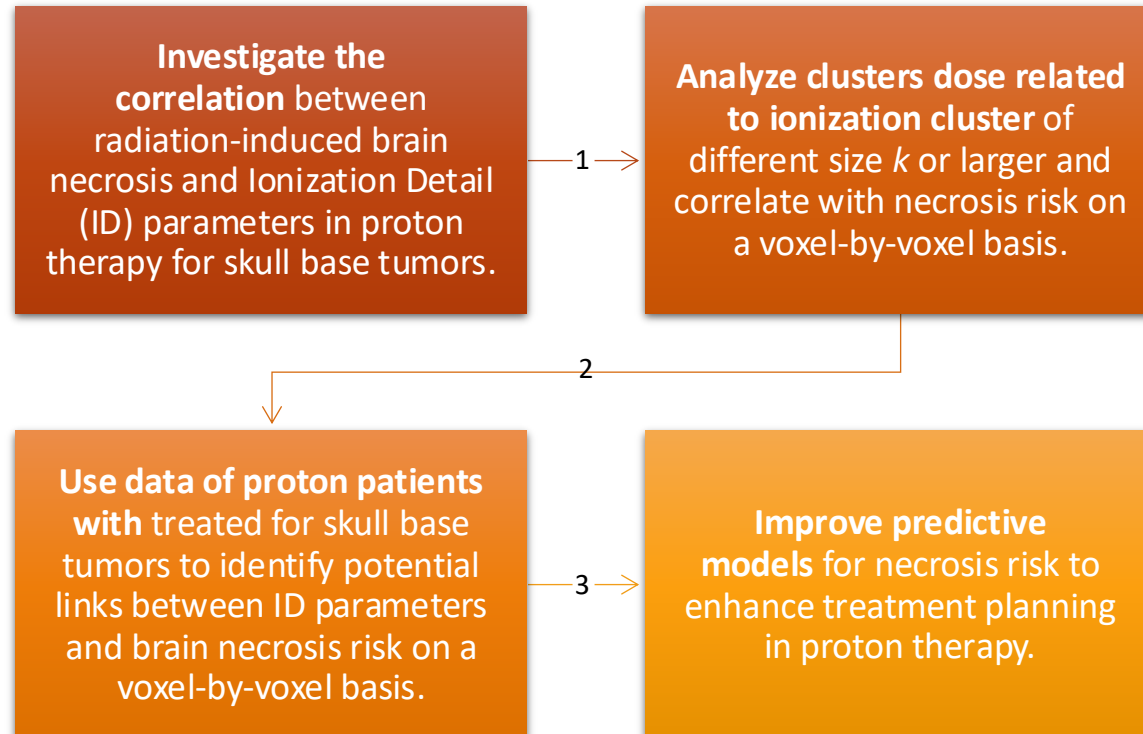 Investigate the
correlation between
radiation-induced brain
necrosis and Ionization Detail
(ID) parameters in proton
therapy for skull base tumors.
1
Analyze clusters dose related
to ionization cluster of
different size k or larger and
correlate with necrosis risk on
a voxel-by-voxel basis.
2
Use data of proton patients
with treated for skull base
tumors to identify potential
links between ID parameters
and brain necrosis risk on a
voxel-by-voxel basis.
3
Improve predictive
models for necrosis risk to
enhance treatment planning
in proton therapy.